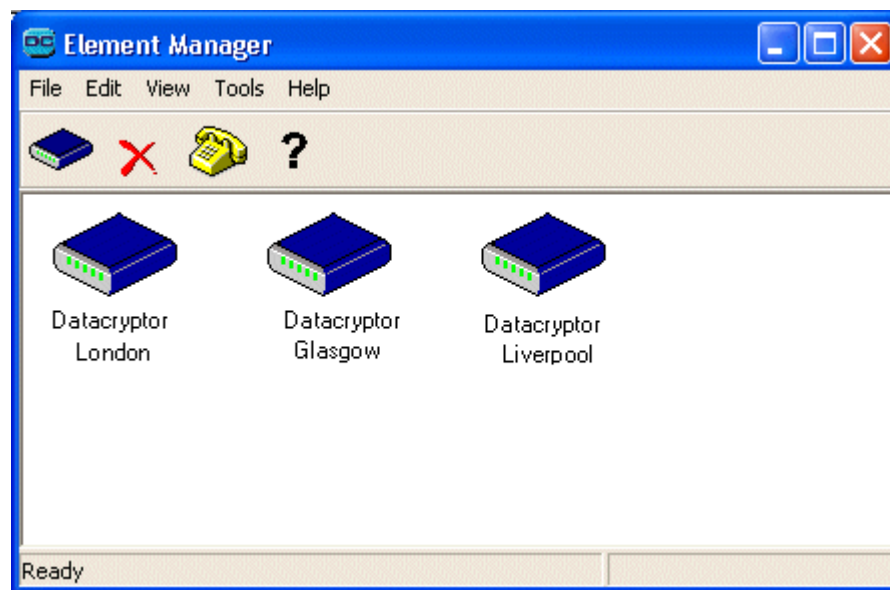 Element Manager
File Edit View Tools Help
?
Datacryptor
London
Datacryptor
Glasgow
Datacryptor
Liverpool
Ready